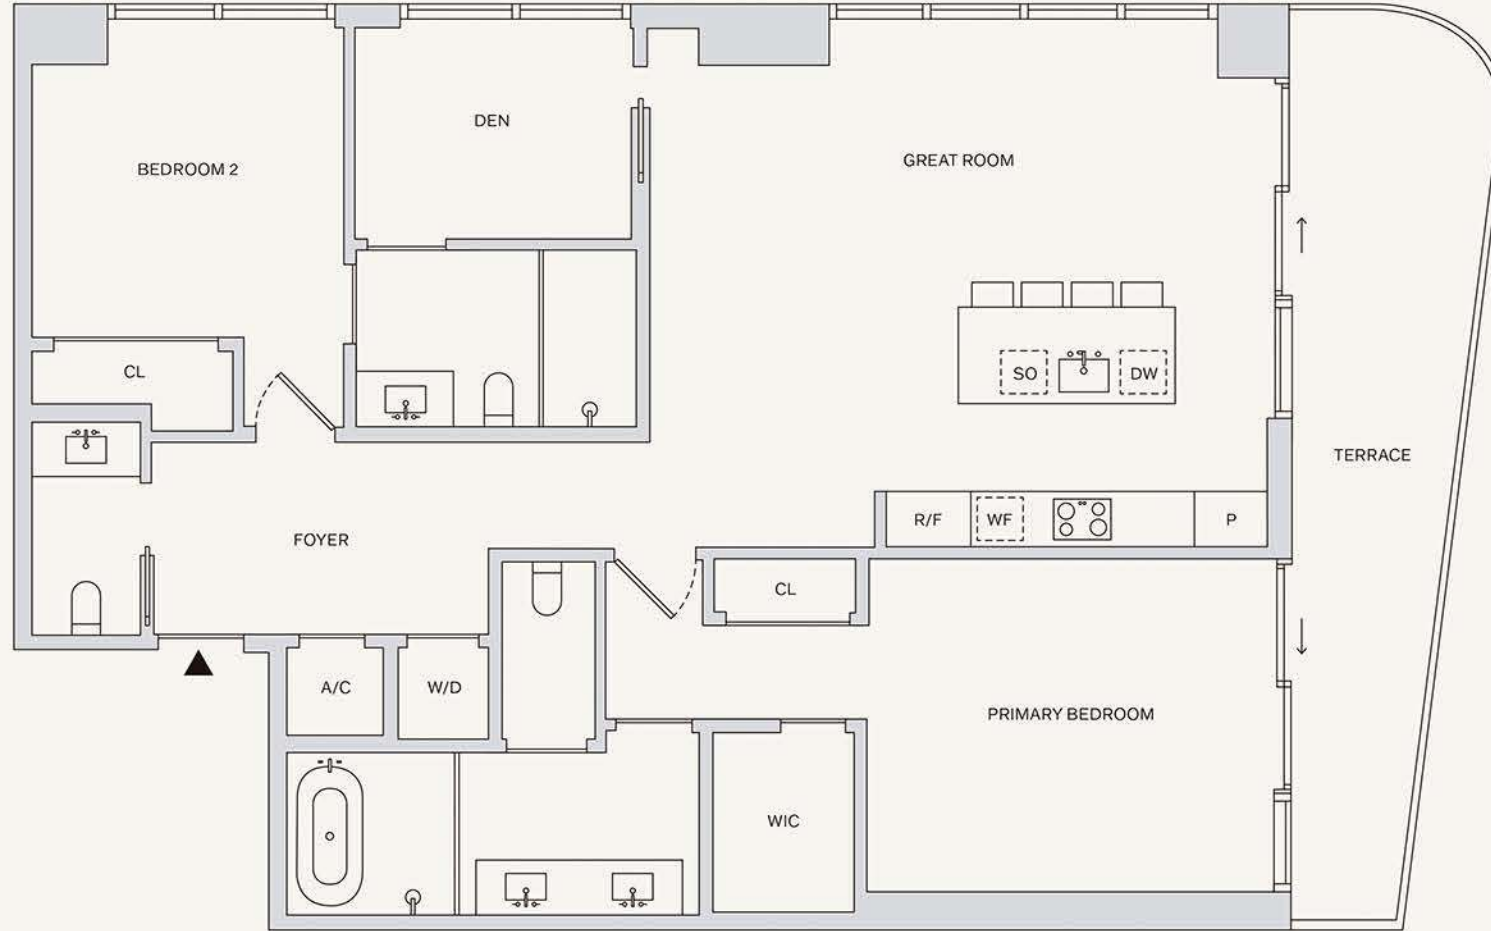 DEN
GREAT ROOM
BEDROOM 2
CL
SO
DW
TERRACE
R/F
WF
P
FOYER
CL
A/C
W/D
PRIMARY BEDROOM
WIC